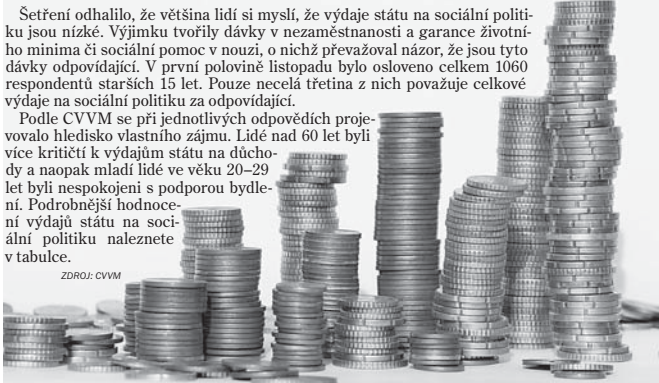 Šetření odhalilo, že většina lidí si myslí, že výdaje státu na sociální politi-
ku jsou nízké. Výjimku tvořily dávky v nezaměstnanosti a garance životní-
ho minima či sociální pomoc v nouzi, o nichž převažoval názor, že jsou tyto
dávky odpovídající. V první polovině listopadu bylo osloveno celkem 1060
respondentů starších 15 let. Pouze necelá třetina z nich považuje celkové
výdaje na sociální politiku za odpovídající.
Podle CVVM se při jednotlivých odpovědích proje-
vovalo hledisko vlastního zájmu. Lidé nad 60 let byli
více kritičtí k výdajům státu na důcho-
dy a naopak mladí lidé ve věku 20–29
let byli nespokojeni s podporou bydle-
ní. Podrobnější hodnoce-
ní výdajů státu na soci-
ální politiku naleznete
v tabulce.
ZDROJ: CVVM